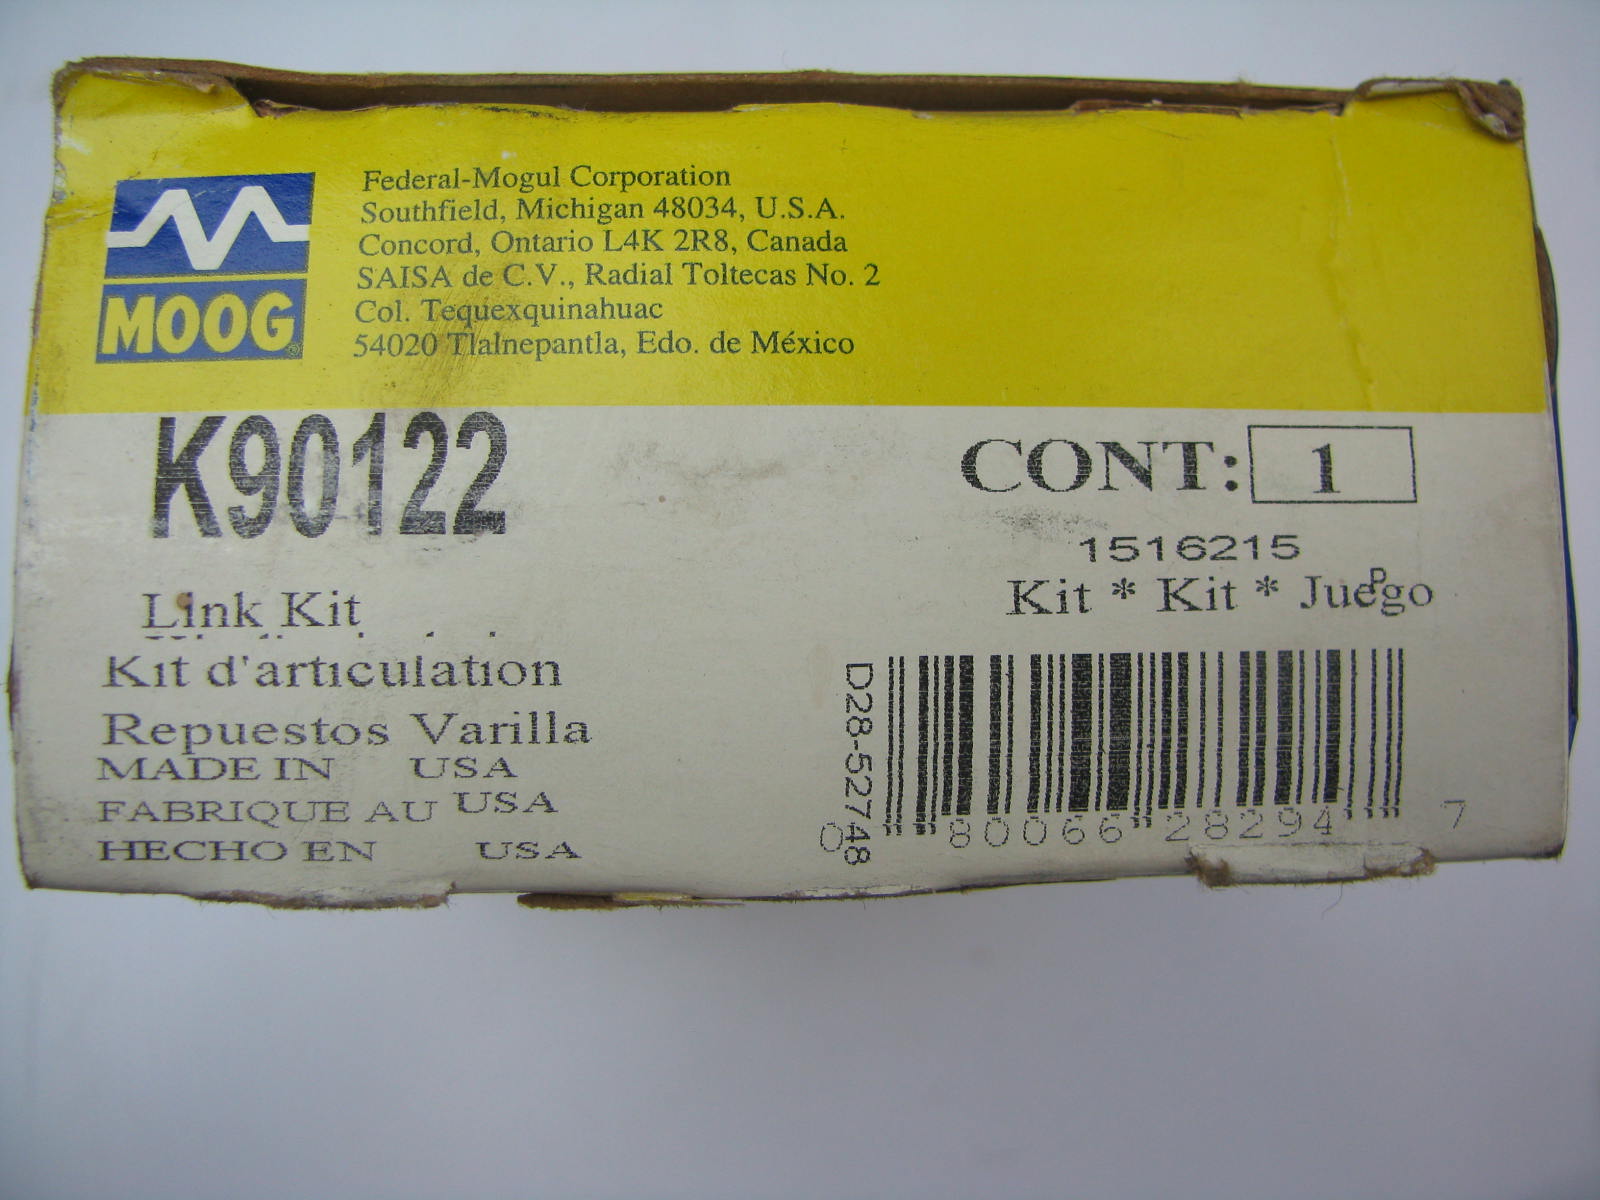 MOOG
Federal-Mogul Corporation
Southfield, Michigan 48034, U.S.A.
Concord, Ontario L4K 2R8, Canada
SAISA de C.V., Radial Toltecas No. 2
Col. Tequexquinahuac
54020 Tlalnepantla, Edo. de México
K90122
CONT: 1
1516215
Kit * Kit * Juego
P
Link Kit
Kit d'articulation
Repuestos Varilla
MADE IN USA
FABRIQUE AU USA
HECHO EN USA
D28-52748
0 80066 28294 7